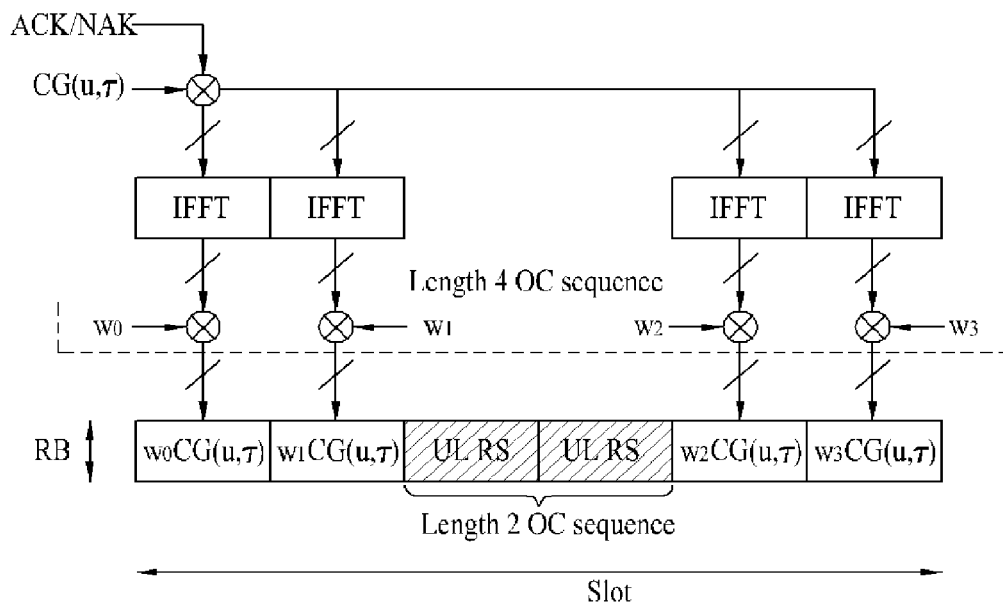 ACK/NAK
CG(u,τ)
IFFT IFFT IFFT IFFT
Length 4 OC sequence
w0 w1 w2 w3
RB w0CG(u,τ) w1CG(u,τ) UL RS UL RS w2CG(u,τ) w3CG(u,τ)
Length 2 OC sequence
Slot